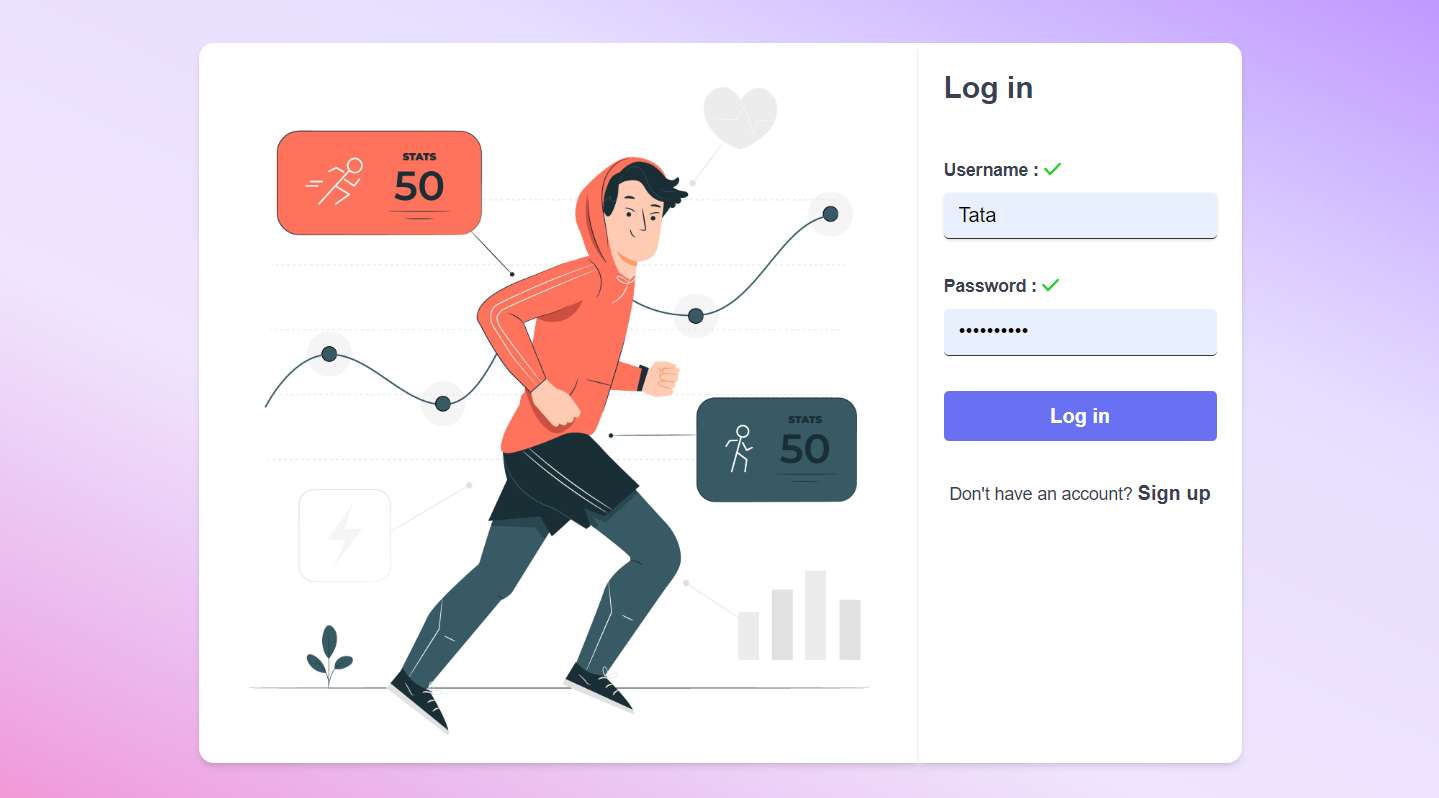 STATS
50
STATS
50
Log in
Username :
Tata
Password :
••••••••••
Log in
Don't have an account? Sign up